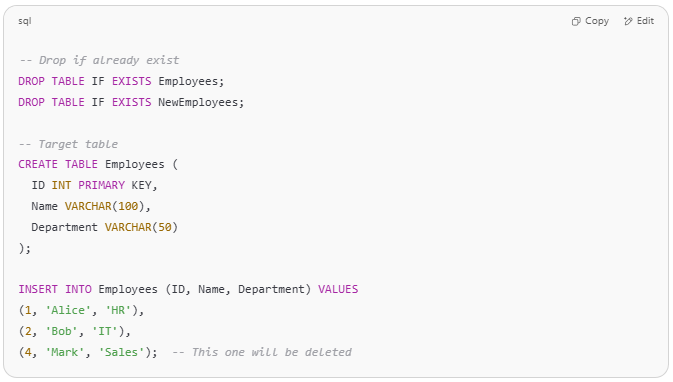 sql
Copy
Edit
-- Drop if already exist
DROP TABLE IF EXISTS Employees;
DROP TABLE IF EXISTS NewEmployees;
-- Target table
CREATE TABLE Employees (
ID INT PRIMARY KEY,
Name VARCHAR(100),
Department VARCHAR(50)
);
INSERT INTO Employees (ID, Name, Department) VALUES
(1, 'Alice', 'HR'),
(2, 'Bob', 'IT'),
(4, 'Mark', 'Sales');  -- This one will be deleted